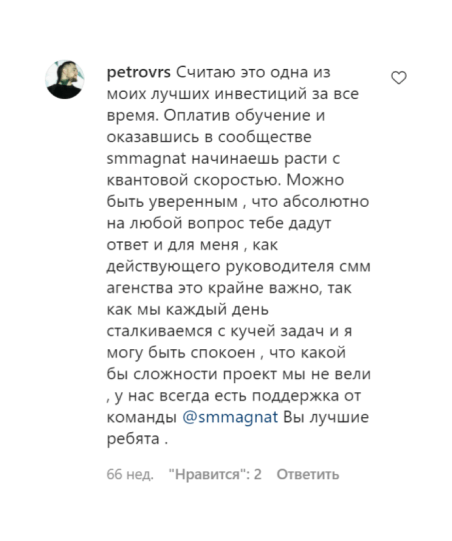 petrovrs Считаю это одна из
моих лучших инвестиций за все
время. Оплатив обучение и
оказавшись в сообществе
smmagnat начинаешь расти с
квантовой скоростью. Можно
быть уверенным , что абсолютно
на любой вопрос тебе дадут
ответ и для меня , как
действующего руководителя смм
агенства это крайне важно, так
как мы каждый день
сталкиваемся с кучей задач и я
могу быть спокоен , что какой
бы сложности проект мы не вели
, у нас всегда есть поддержка от
команды @smmagnat Вы лучшие
ребята .
66 нед. "Нравится": 2 Ответить